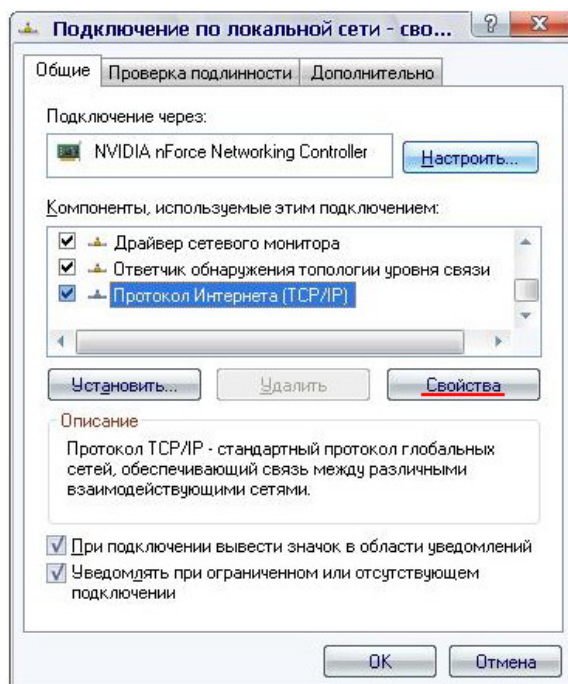 Подключение по локальной сети - сво...
Общие
Проверка подлинности
Дополнительно
Подключение через:
NVIDIA nForce Networking Controller
Настроить...
Компоненты, используемые этим подключением:
Драйвер сетевого монитора
Ответчик обнаружения топологии уровня связи
Протокол Интернета (TCP/IP)
Установить...
Удалить
Свойства
Описание
Протокол TCP/IP - стандартный протокол глобальных
сетей, обеспечивающий связь между различными
взаимодействующими сетями.
При подключении вывести значок в области уведомлений
Уведомлять при ограниченном или отсутствующем
подключении
OK
Отмена